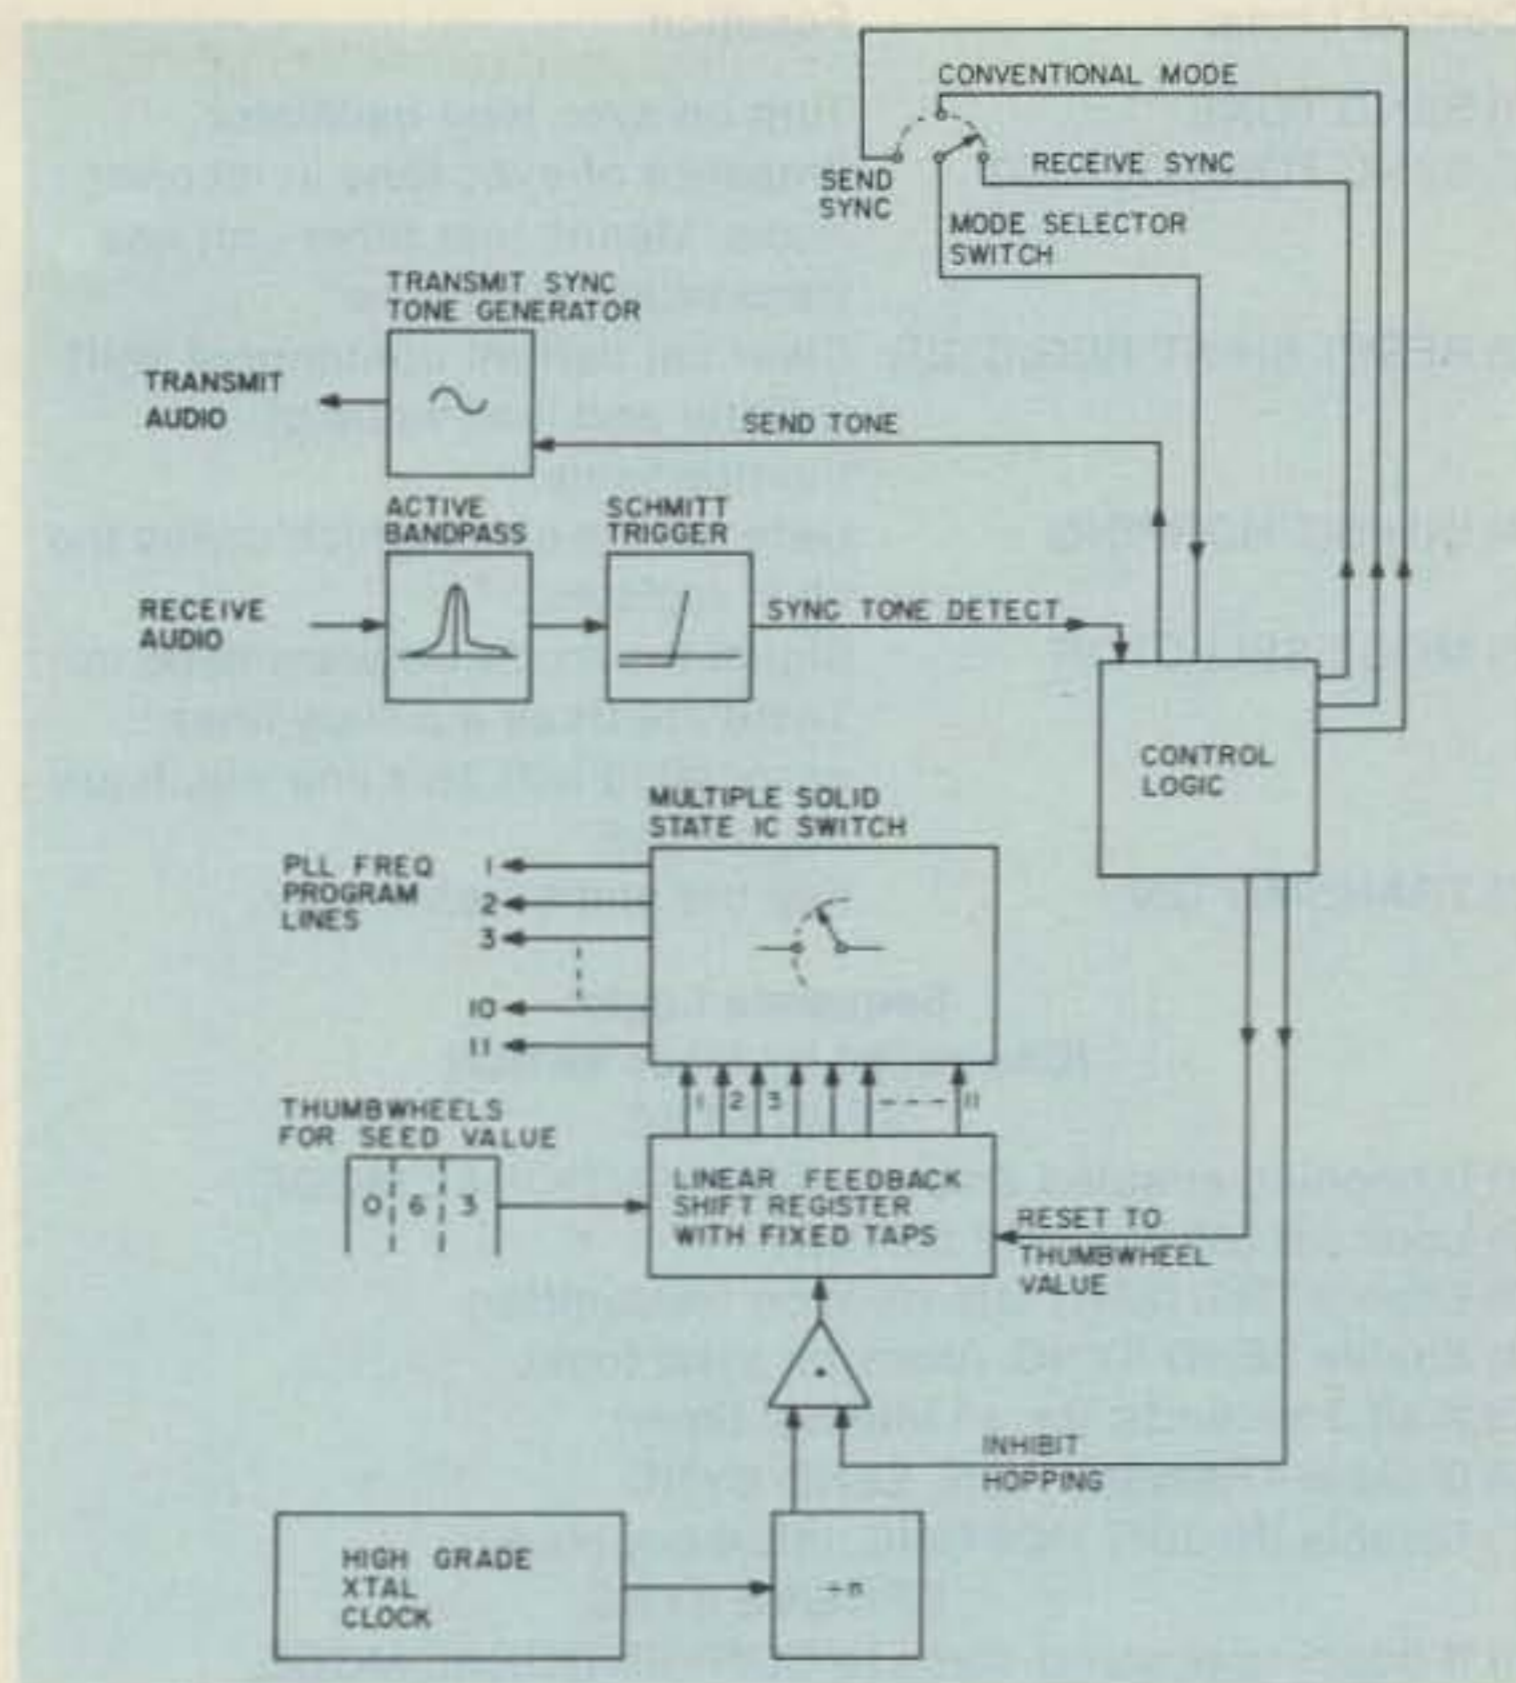 CONVENTIONAL MODE
RECEIVE SYNC
SEND
SYNC
MODE SELECTOR
SWITCH
TRANSMIT SYNC
TONE GENERATOR
TRANSMIT
AUDIO
SEND TONE
ACTIVE
BANDPASS
SCHMITT
TRIGGER
RECEIVE
AUDIO
SYNC TONE DETECT
CONTROL
LOGIC
MULTIPLE SOLID
STATE IC SWITCH
PLL FREQ
PROGRAM
LINES
1
2
3
10
11
1 2 3 11
THUMBWHEELS
FOR SEED VALUE
0 6 3
LINEAR FEEDBACK
SHIFT REGISTER
WITH FIXED TAPS
RESET TO
THUMBWHEEL
VALUE
INHIBIT
HOPPING
HIGH GRADE
XTAL
CLOCK
÷n